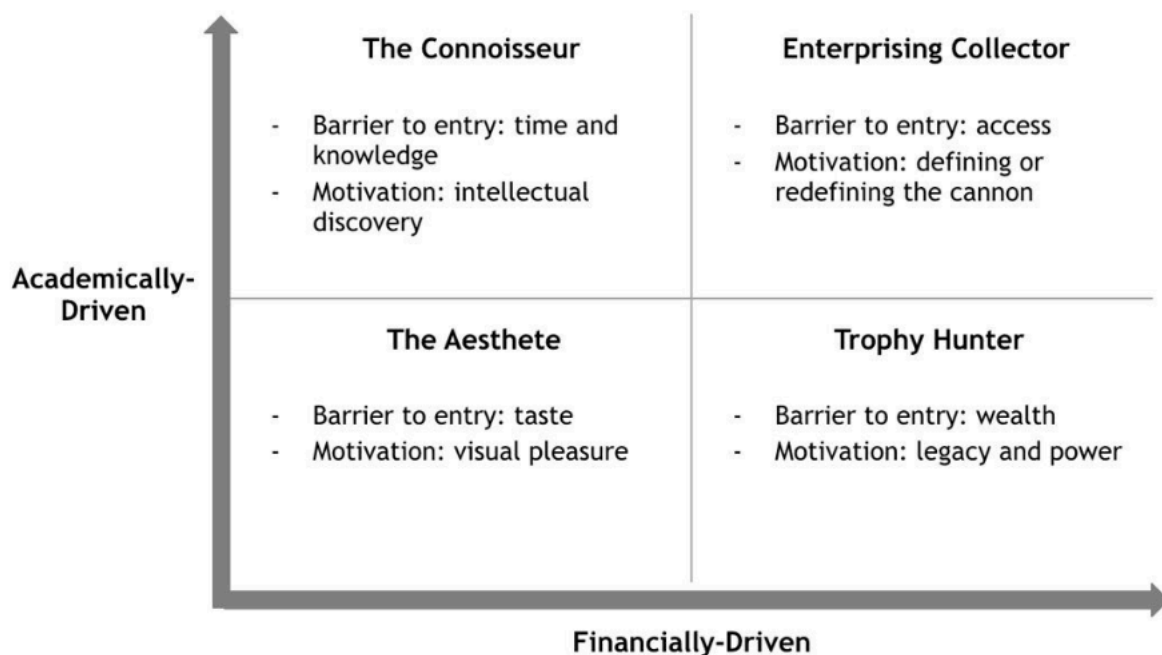 The Connoisseur
- Barrier to entry: time and
knowledge
- Motivation: intellectual
discovery
Enterprising Collector
- Barrier to entry: access
- Motivation: defining or
redefining the cannon
Academically-
Driven
The Aesthete
- Barrier to entry: taste
- Motivation: visual pleasure
Trophy Hunter
- Barrier to entry: wealth
- Motivation: legacy and power
Financially-Driven